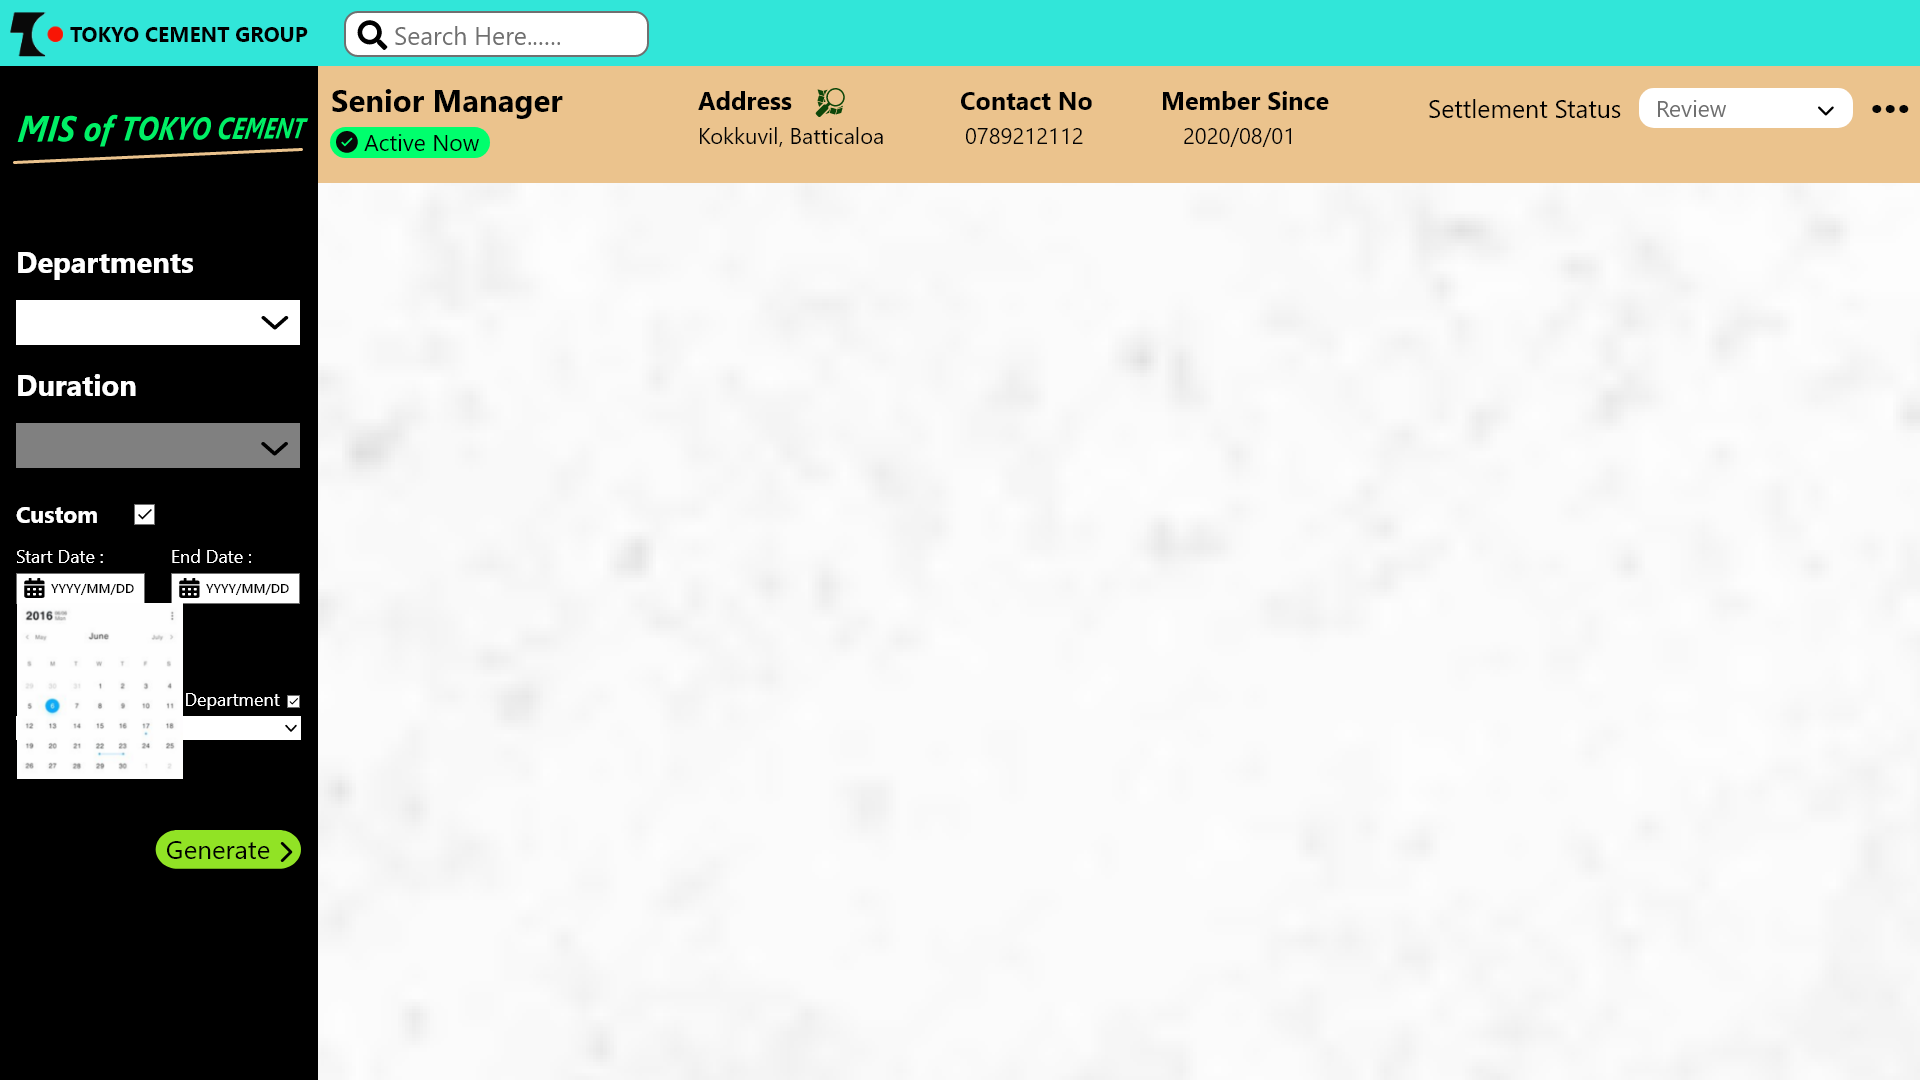 TOKYO CEMENT GROUP
Search Here......
MIS of TOKYO CEMENT
Senior Manager
Active Now
Address
Kokkuvil, Batticaloa
Contact No
0789212112
Member Since
2020/08/01
Settlement Status
Review
Departments
Duration
Custom
Start Date :
End Date :
YYYY/MM/DD
YYYY/MM/DD
2016
May June July
S M T W T F S
29 30 31 1 2 3 4
5 6 7 8 9 10 11
12 13 14 15 16 17 18
19 20 21 22 23 24 25
26 27 28 29 30 1 2
Department
Generate